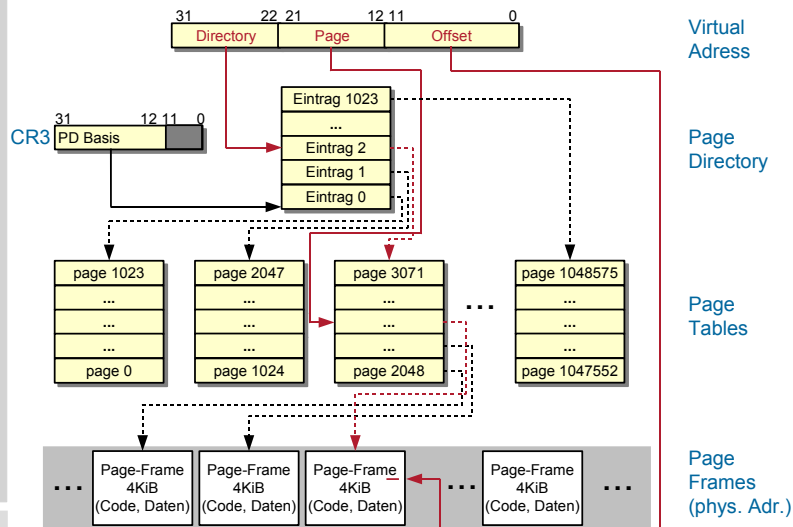 31 22 21 12 11 0
Directory Page Offset
Virtual
Adress
31 12 11 0
CR3 PD Basis
Eintrag 1023
...
Eintrag 2
Eintrag 1
Eintrag 0
Page
Directory
page 1023
...
...
...
page 0
page 2047
...
...
...
page 1024
page 3071
...
...
...
page 2048
...
page 1048575
...
...
...
page 1047552
Page
Tables
...
Page-Frame
4KiB
(Code, Daten)
Page-Frame
4KiB
(Code, Daten)
Page-Frame
4KiB
(Code, Daten)
...
Page-Frame
4KiB
(Code, Daten)
...
Page
Frames
(phys. Adr.)